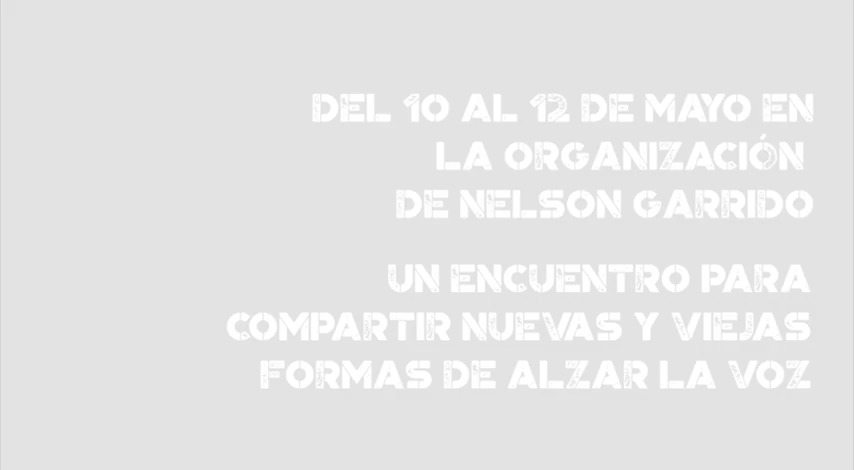 DEL 10 AL 12 DE MAYO EN
LA ORGANIZACIÓN
DE NELSON GARRIDO
UN ENCUENTRO PARA
COMPARTIR NUEVAS Y VIEJAS
FORMAS DE ALZAR LA VOZ